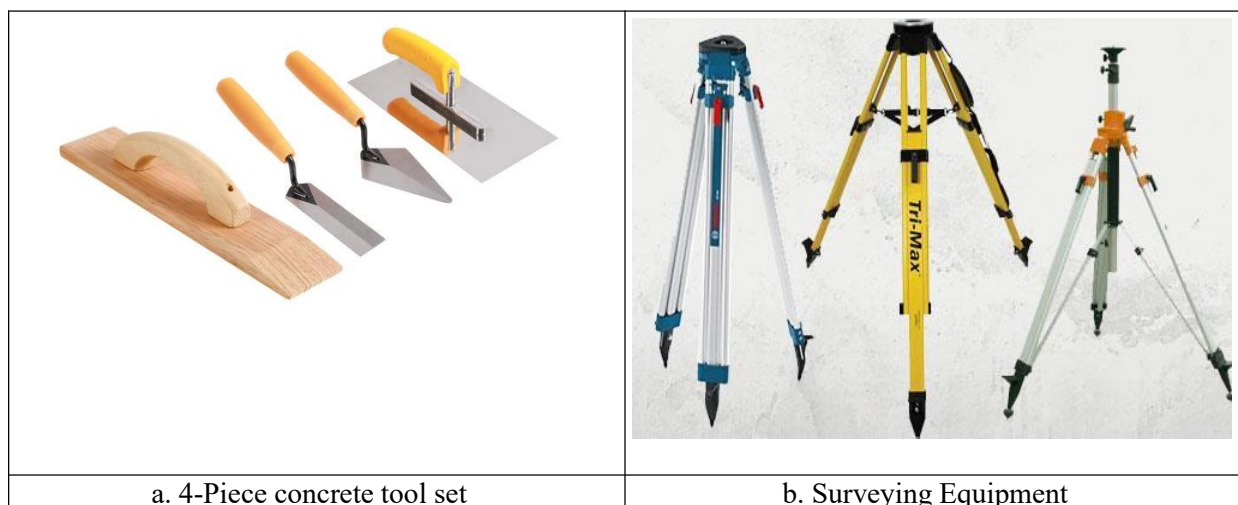 Tri-Max
a. 4-Piece concrete tool set
b. Surveying Equipment